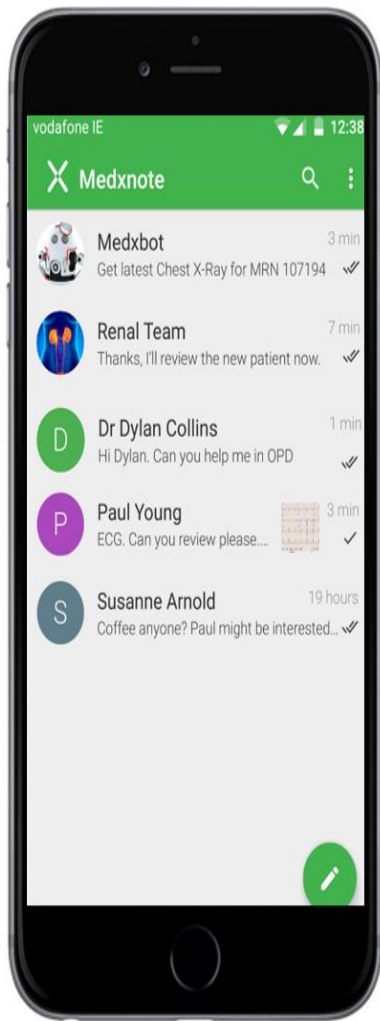 vodafone IE 12:38
Medxnote
Medxbot 3 min
Get latest Chest X-Ray for MRN 107194
Renal Team 7 min
Thanks, I'll review the new patient now.
D Dr Dylan Collins 1 min
Hi Dylan. Can you help me in OPD
P Paul Young 3 min
ECG. Can you review please....
S Susanne Arnold 19 hours
Coffee anyone? Paul might be interested...